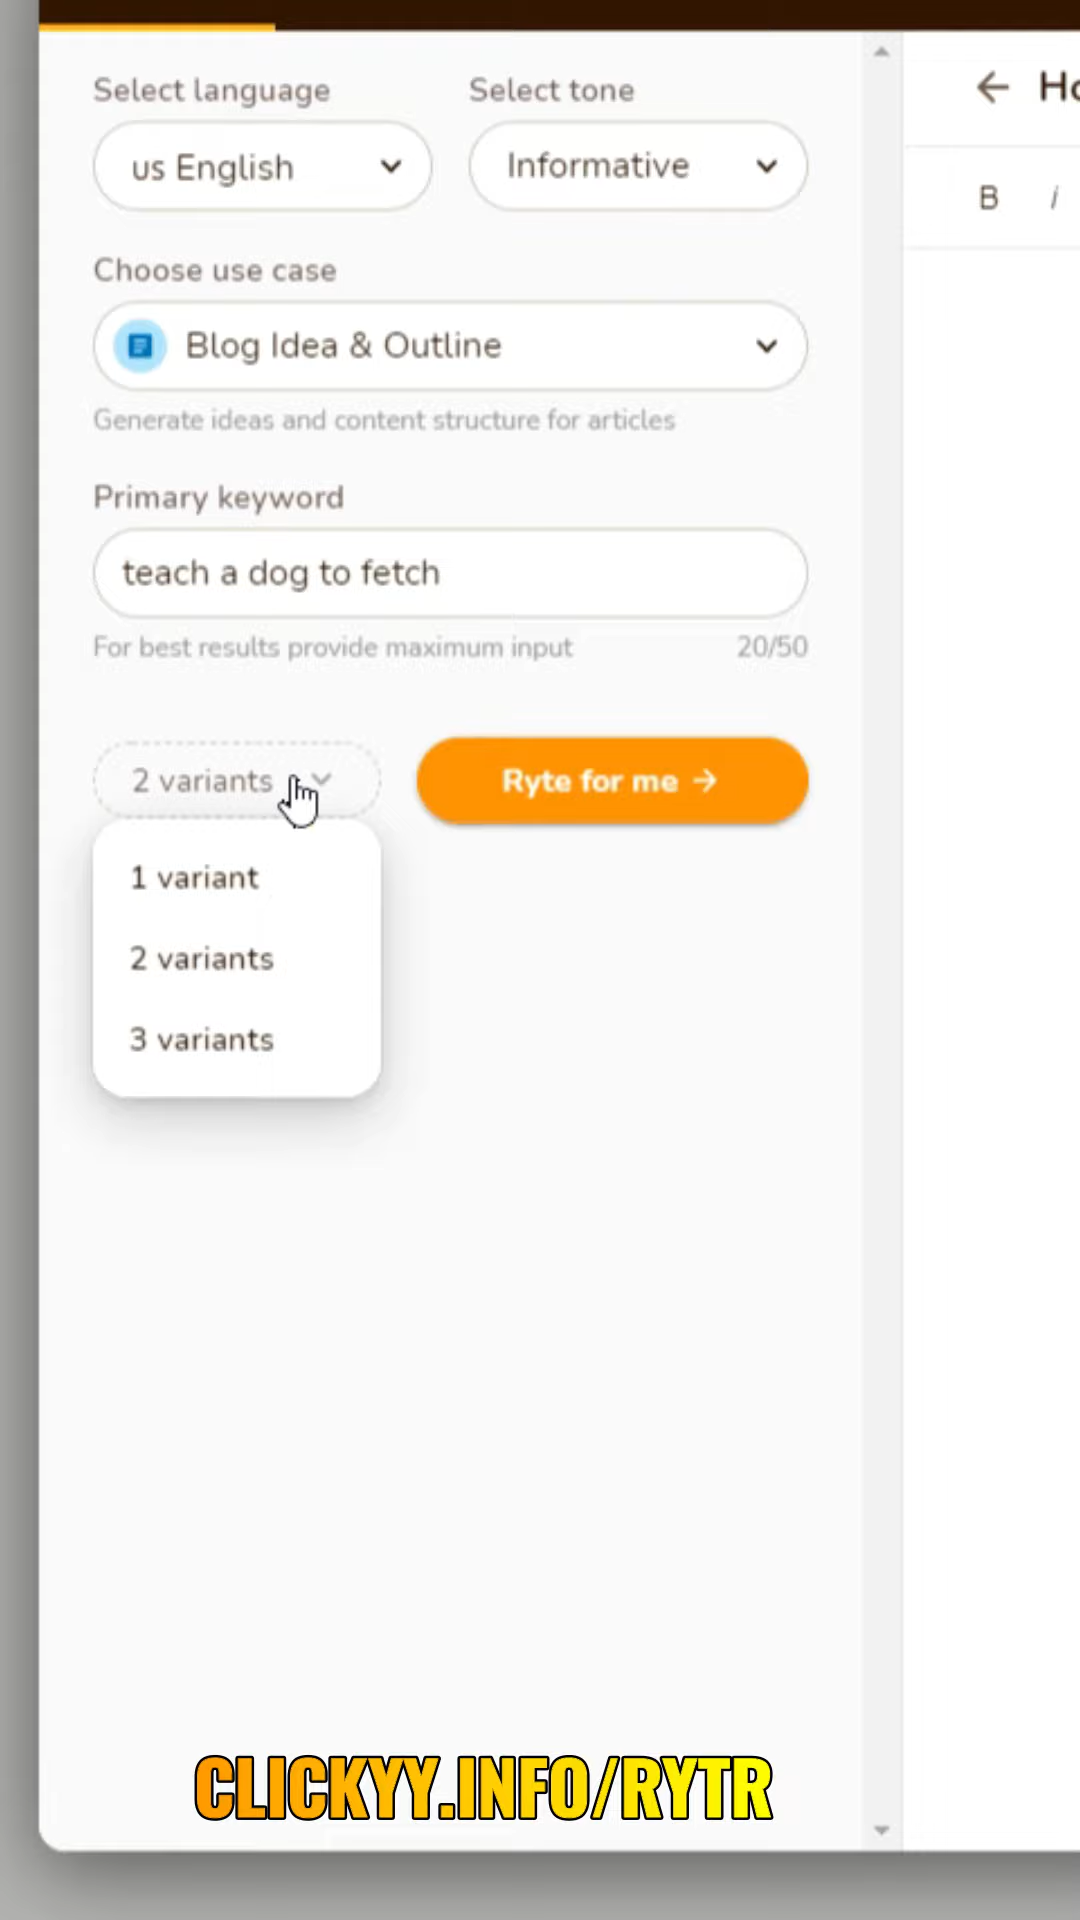 Select language
Select tone
us English
Informative
Choose use case
Blog Idea & Outline
Generate ideas and content structure for articles
Primary keyword
teach a dog to fetch
For best results provide maximum input
20/50
2 variants
Ryte for me →
1 variant
2 variants
3 variants
← Ho
B i
CLICKYY.INFO/RYTR